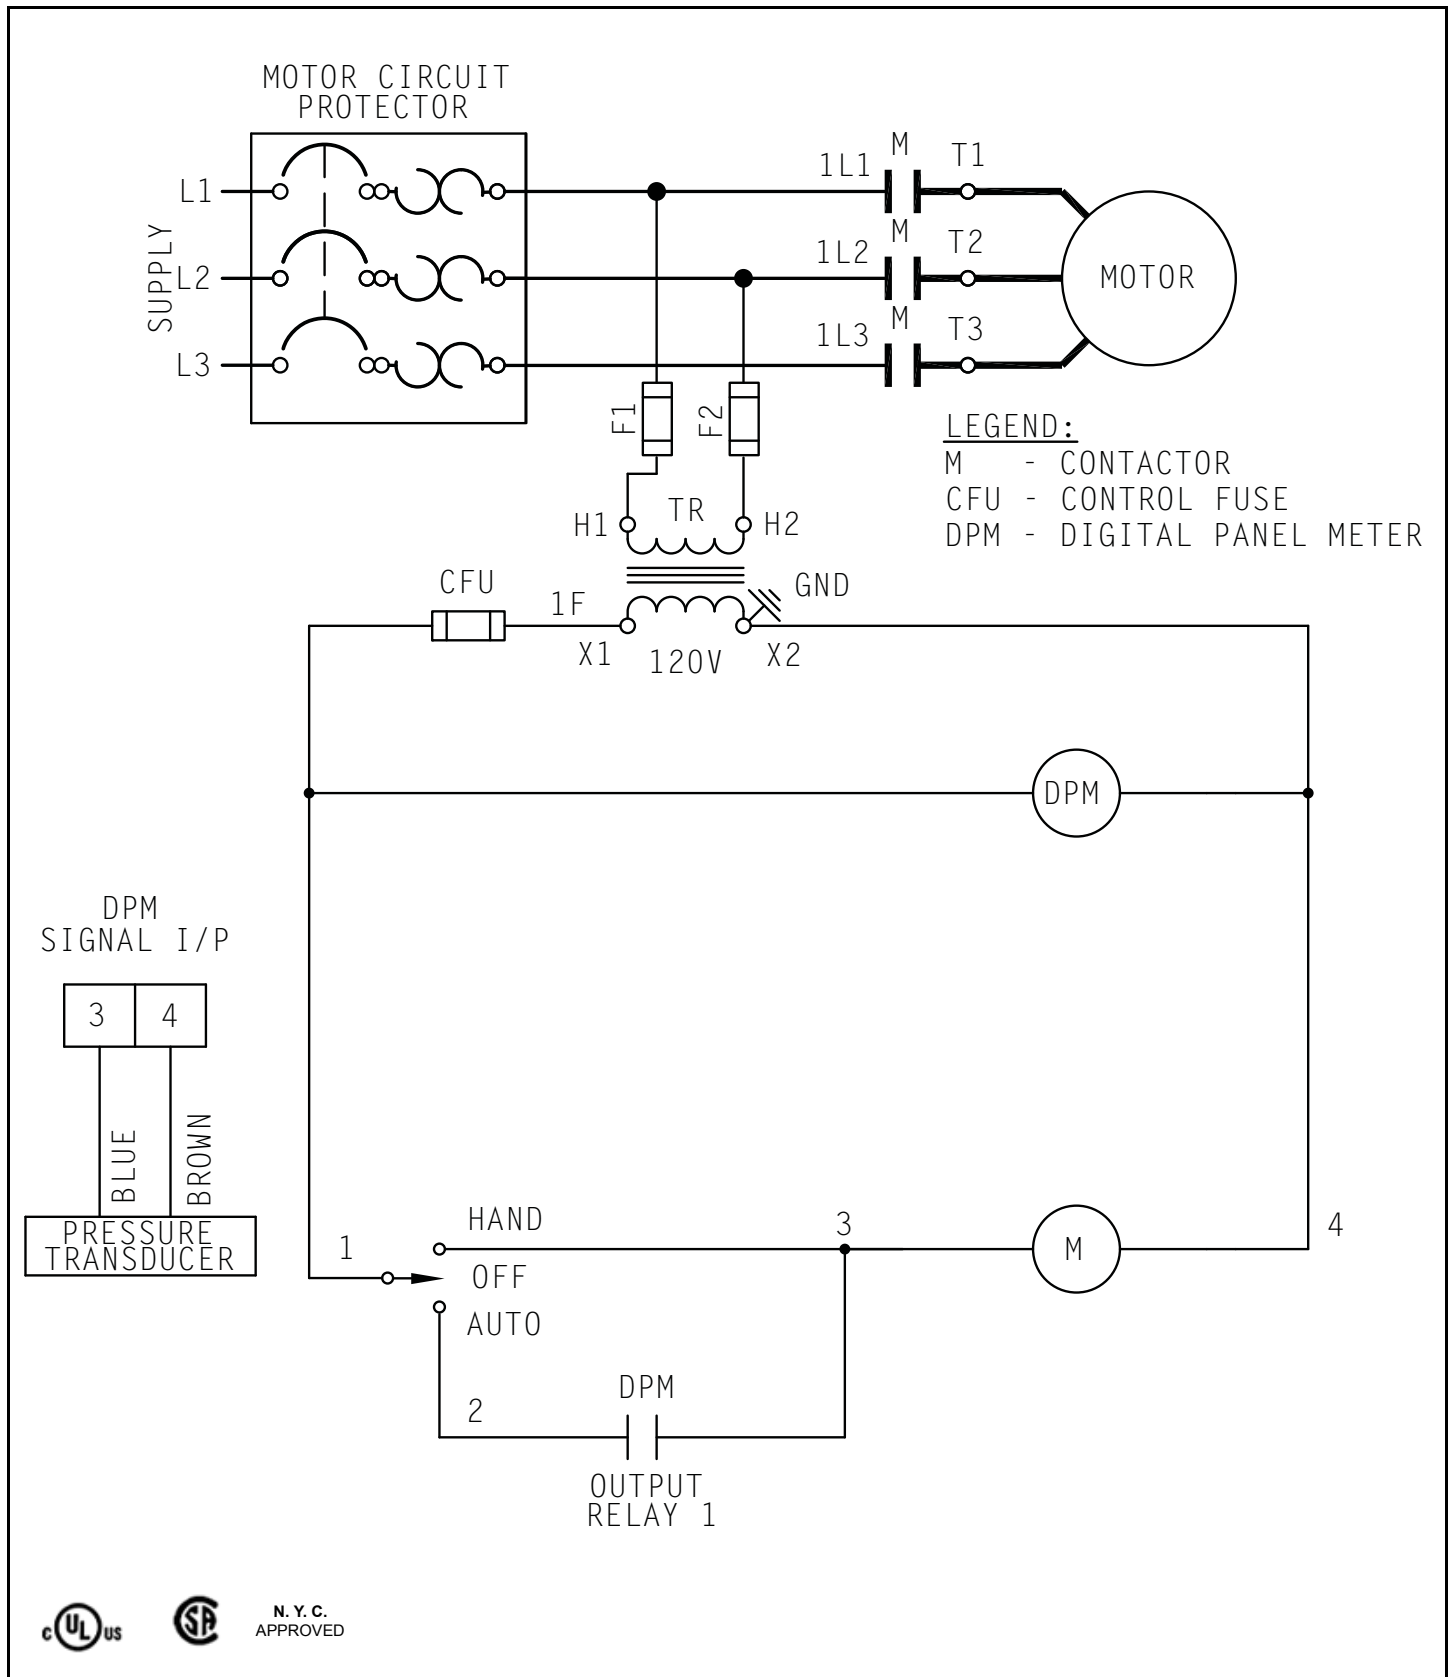 MOTOR CIRCUIT
PROTECTOR
SUPPLY
L1
L2
L3
1L1
M
T1
1L2
M
T2
1L3
M
T3
MOTOR
F1
F2
LEGEND:
M - CONTACTOR
CFU - CONTROL FUSE
DPM - DIGITAL PANEL METER
H1
TR
H2
CFU
1F
GND
X1
120V
X2
DPM
DPM
SIGNAL I/P
3
4
BLUE
BROWN
PRESSURE
TRANSDUCER
1
HAND
OFF
AUTO
3
M
4
2
DPM
OUTPUT
RELAY 1
c UL us
SA
N.Y.C.
APPROVED